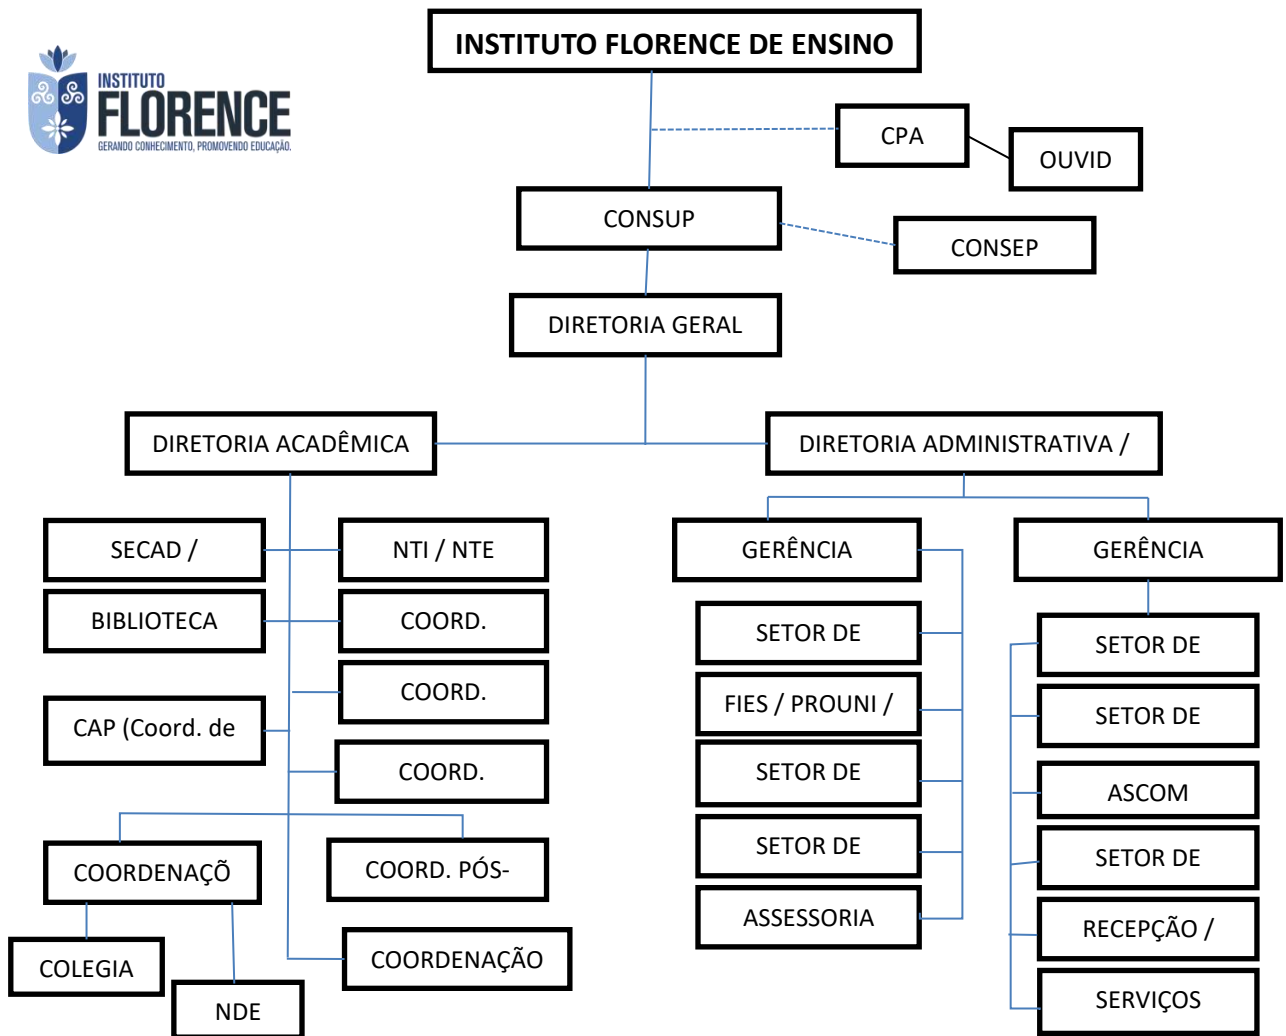 INSTITUTO FLORENCE DE ENSINO
INSTITUTO
FLORENCE
GERANDO CONHECIMENTO, PROMOVENDO EDUCAÇÃO.
CPA
OUVID
CONSUP
CONSEP
DIRETORIA GERAL
DIRETORIA ACADÊMICA
DIRETORIA ADMINISTRATIVA /
SECAD /
NTI / NTE
GERÊNCIA
GERÊNCIA
BIBLIOTECA
COORD.
SETOR DE
SETOR DE
COORD.
CAP (Coord. de
FIES / PROUNI /
SETOR DE
COORD.
SETOR DE
ASCOM
COORDENAÇÕ
COORD. PÓS-
SETOR DE
SETOR DE
ASSESSORIA
RECEPÇÃO /
COLEGIA
COORDENAÇÃO
NDE
SERVIÇOS